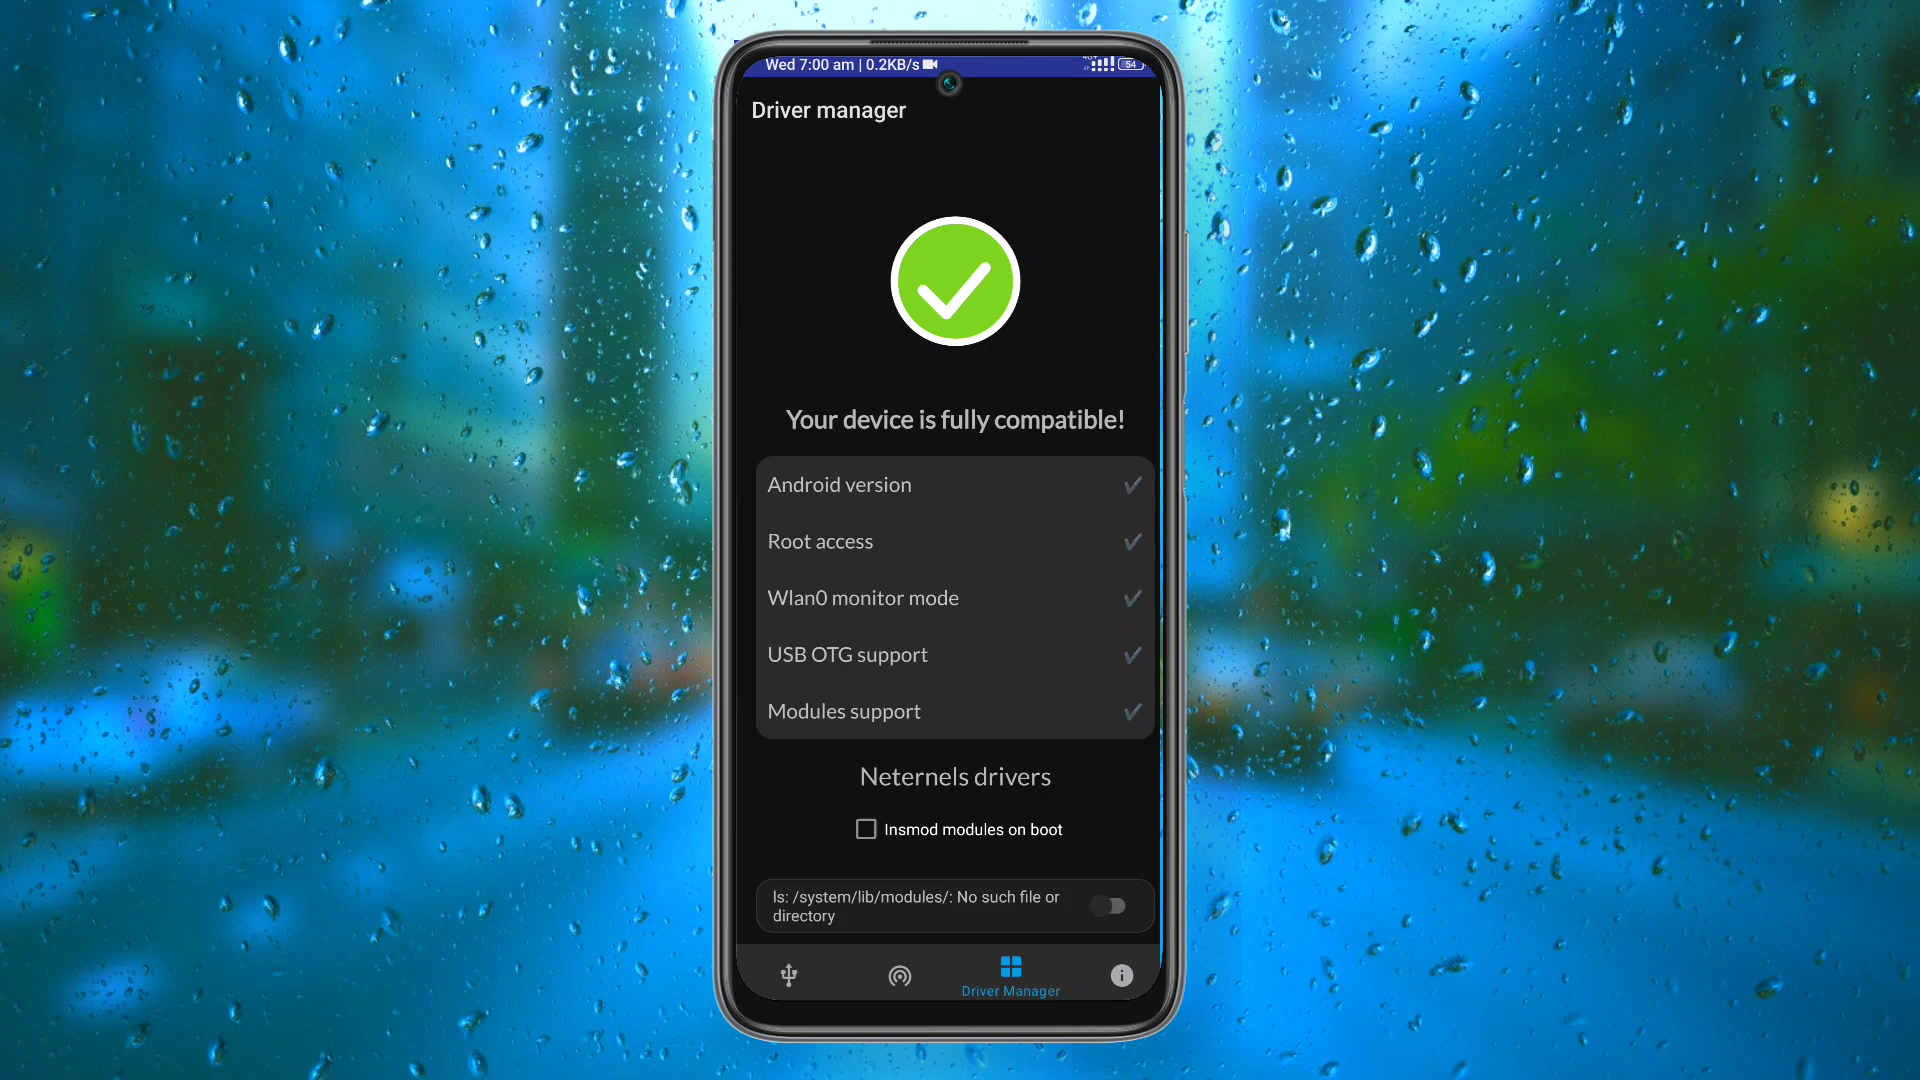 Wed 7:00 am | 0.2KB/s
54
Driver manager
Your device is fully compatible!
Android version
Root access
Wlan0 monitor mode
USB OTG support
Modules support
Neternels drivers
Insmod modules on boot
ls: /system/lib/modules/: No such file or
directory
Driver Manager